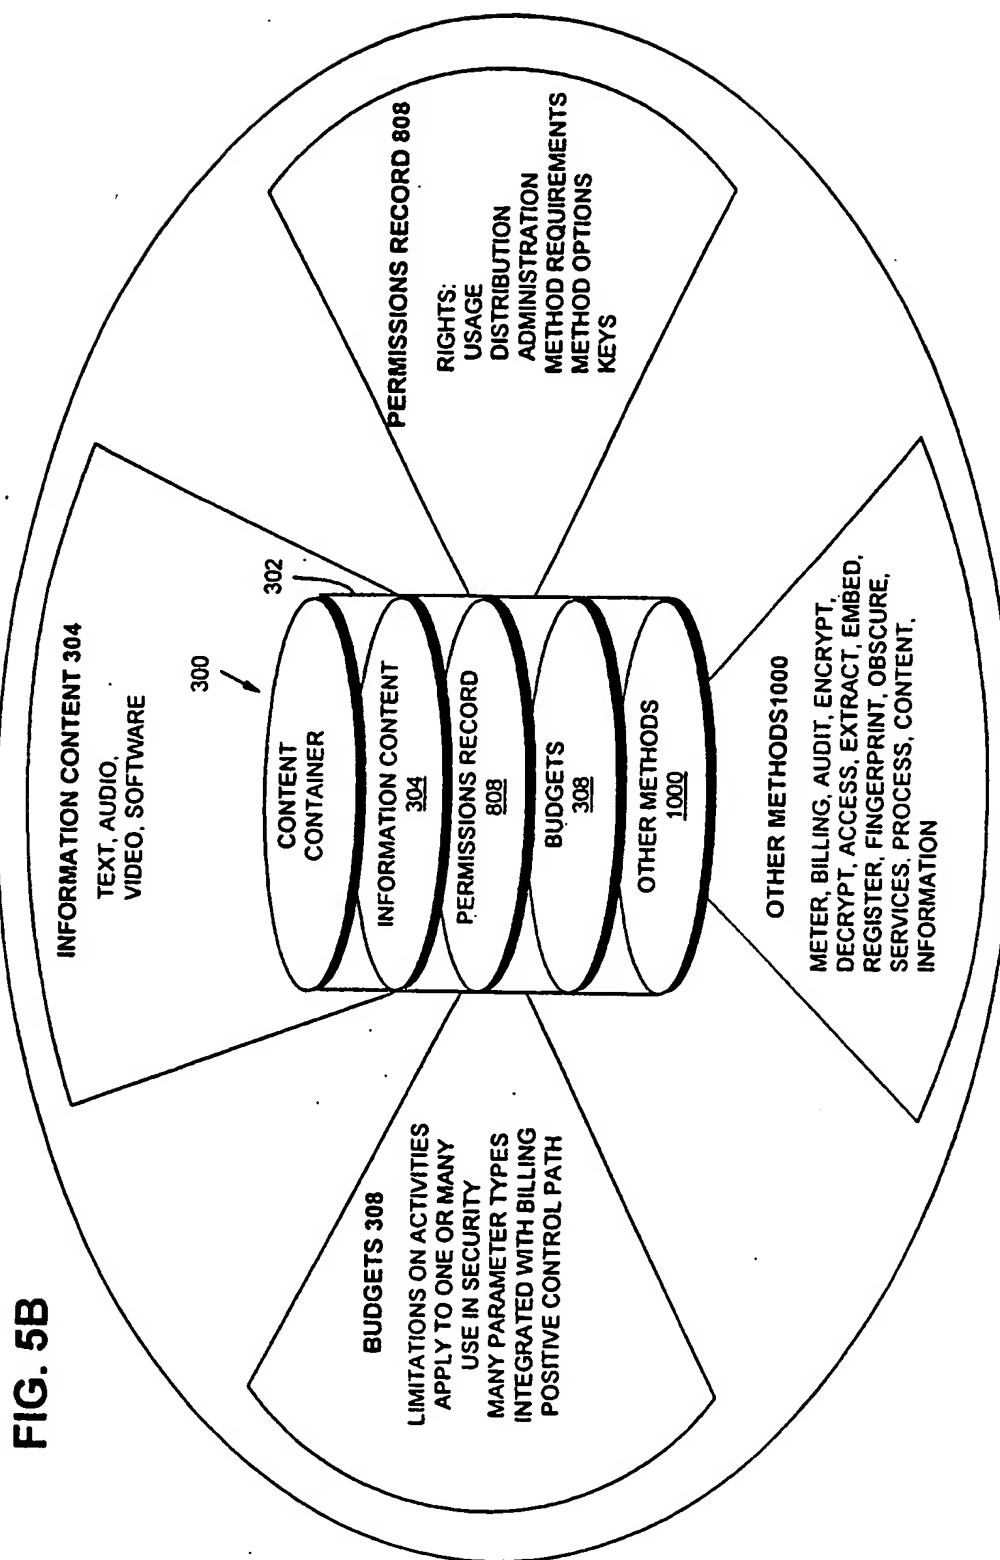 FIG. 5B
INFORMATION CONTENT 304
TEXT, AUDIO,
VIDEO, SOFTWARE
300
302
CONTENT
CONTAINER
INFORMATION CONTENT
304
PERMISSIONS RECORD
808
BUDGETS
308
OTHER METHODS
1000
BUDGETS 308
LIMITATIONS ON ACTIVITIES
APPLY TO ONE OR MANY
USE IN SECURITY
MANY PARAMETER TYPES
INTEGRATED WITH BILLING
POSITIVE CONTROL PATH
PERMISSIONS RECORD 808
RIGHTS:
USAGE
DISTRIBUTION
ADMINISTRATION
METHOD REQUIREMENTS
METHOD OPTIONS
KEYS
OTHER METHODS1000
METER, BILLING, AUDIT, ENCRYPT,
DECRYPT, ACCESS, EXTRACT, EMBED,
REGISTER, FINGERPRINT, OBSCURE,
SERVICES, PROCESS, CONTENT,
INFORMATION